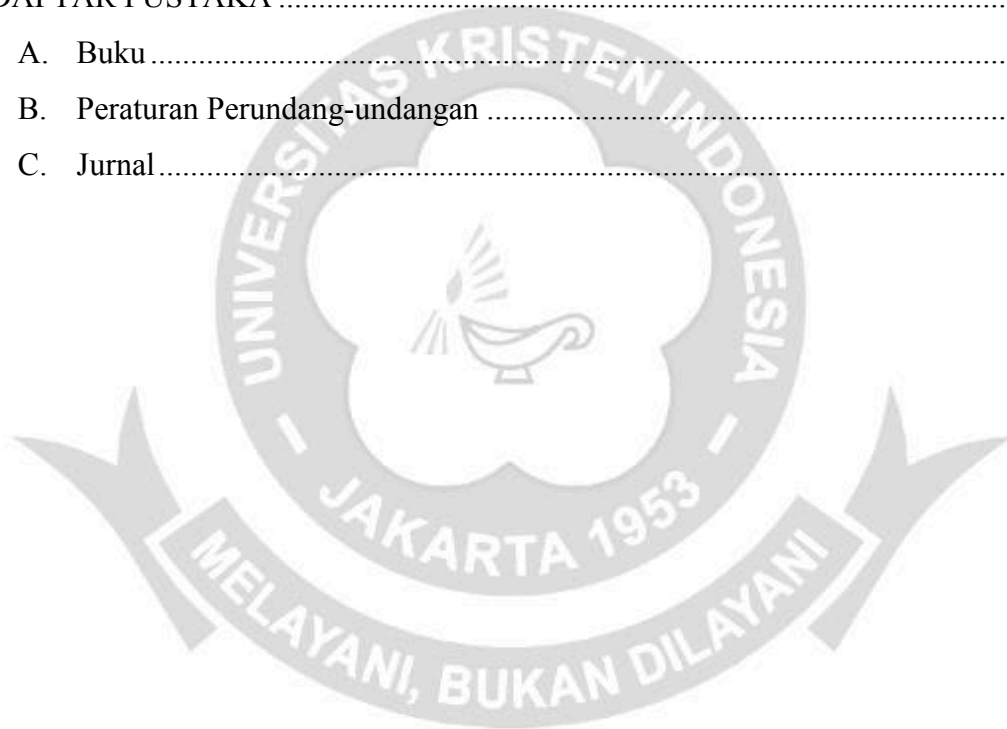 DAFTAR PUSTAKA ................................................................................................
A. Buku ................................................................................................
B. Peraturan Perundang-undangan ................................................................
C. Jurnal ................................................................................................
UNIVERSITAS KRISTEN INDONESIA
- JAKARTA 1953 -
MELAYANI, BUKAN DILAYANI